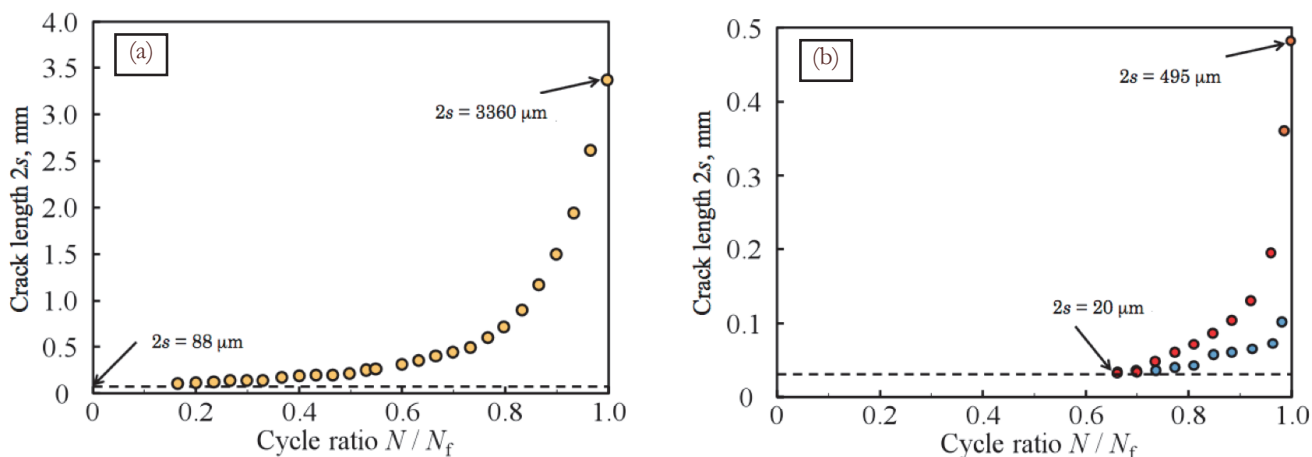 (a)
Crack length 2s, mm
4.0
3.5
3.0
2.5
2.0
1.5
1.0
0.5
0
2s = 3360 μm
2s = 88 μm
0
0.2
0.4
0.6
0.8
1.0
Cycle ratio N / Nf
(b)
Crack length 2s, mm
0.5
0.4
0.3
0.2
0.1
0
2s = 495 μm
2s = 20 μm
0
0.2
0.4
0.6
0.8
1.0
Cycle ratio N / Nf